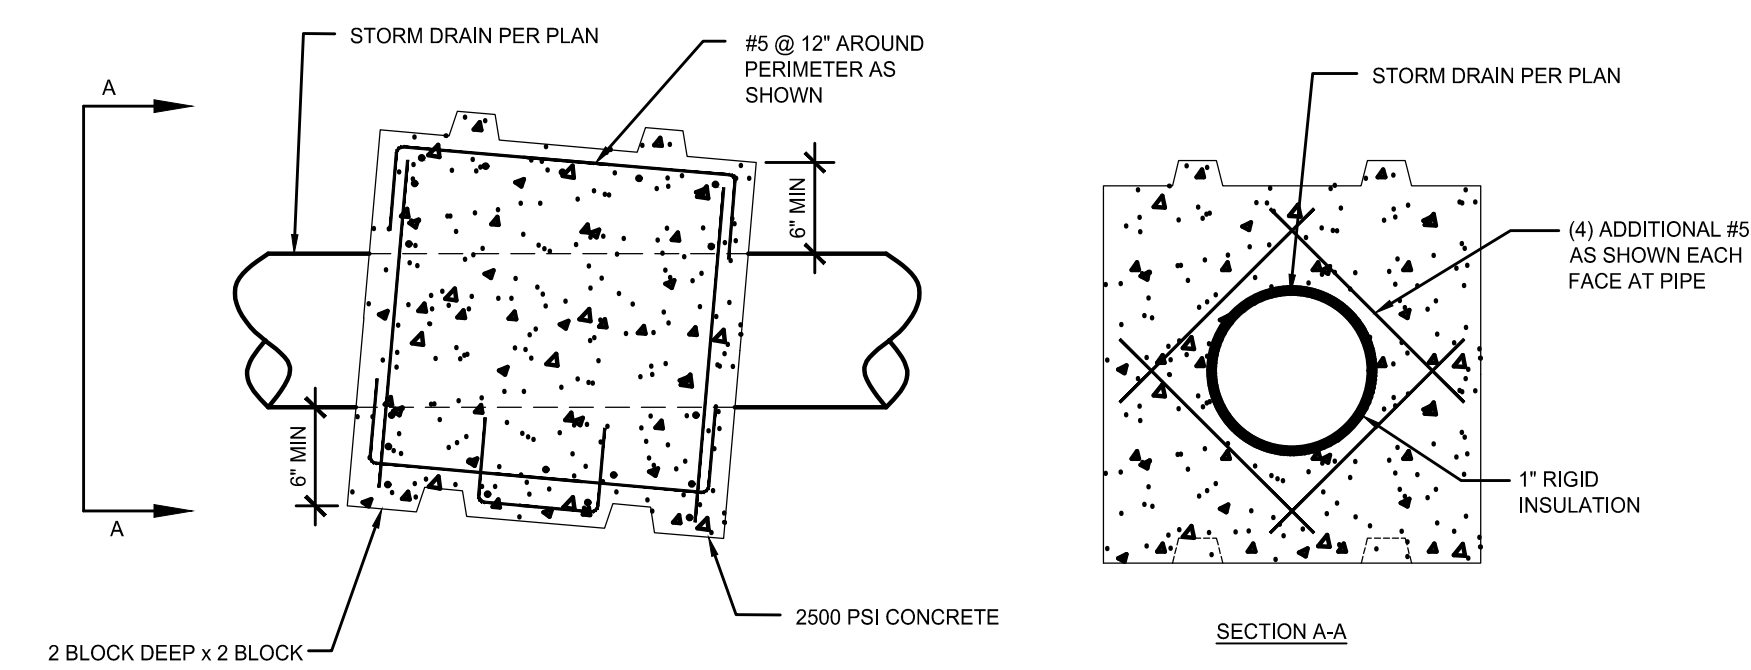 STORM DRAIN PER PLAN
#5 @ 12" AROUND
PERIMETER AS
SHOWN
A
6" MIN
6" MIN
A
2500 PSI CONCRETE
2 BLOCK DEEP x 2 BLOCK
STORM DRAIN PER PLAN
(4) ADDITIONAL #5
AS SHOWN EACH
FACE AT PIPE
1" RIGID
INSULATION
SECTION A-A